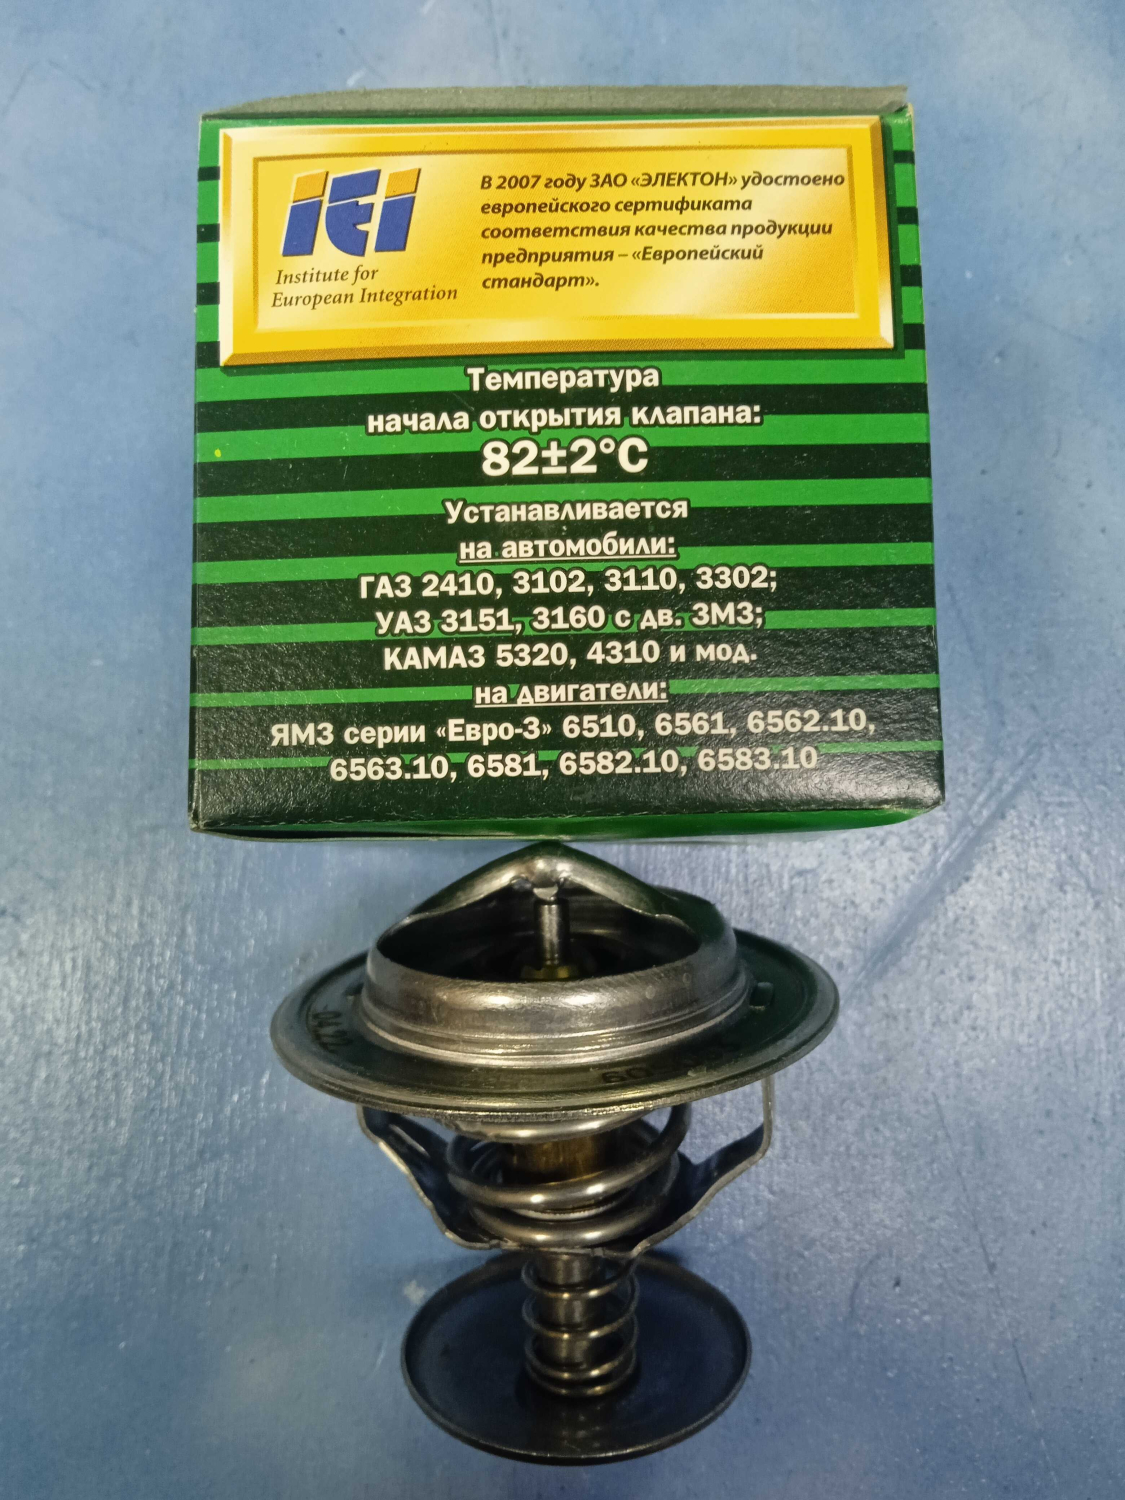 IEI
Institute for
European Integration
В 2007 году ЗАО «ЭЛЕКТОН» удостоено
европейского сертификата
соответствия качества продукции
предприятия – «Европейский
стандарт».
Температура
начала открытия клапана:
82±2°С
Устанавливается
на автомобили:
ГАЗ 2410, 3102, 3110, 3302;
УАЗ 3151, 3160 с дв. ЗМЗ;
КАМАЗ 5320, 4310 и мод.
на двигатели:
ЯМЗ серии «Евро-3» 6510, 6561, 6562.10,
6563.10, 6581, 6582.10, 6583.10
0422